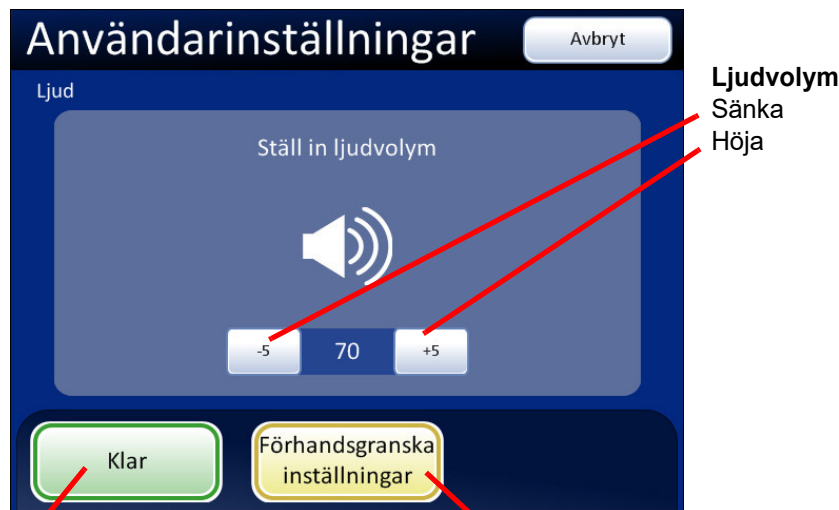 Användarinställningar
Avbryt
Ljud
Ställ in ljudvolym
-5
70
+5
Klar
Förhandsgranska
inställningar
Ljudvolym
Sänka
Höja